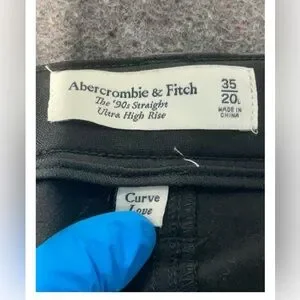 Abercrombie & Fitch
The '90s Straight
Ultra High Rise
35
20L
MADE IN
CHINA
Curve
Love